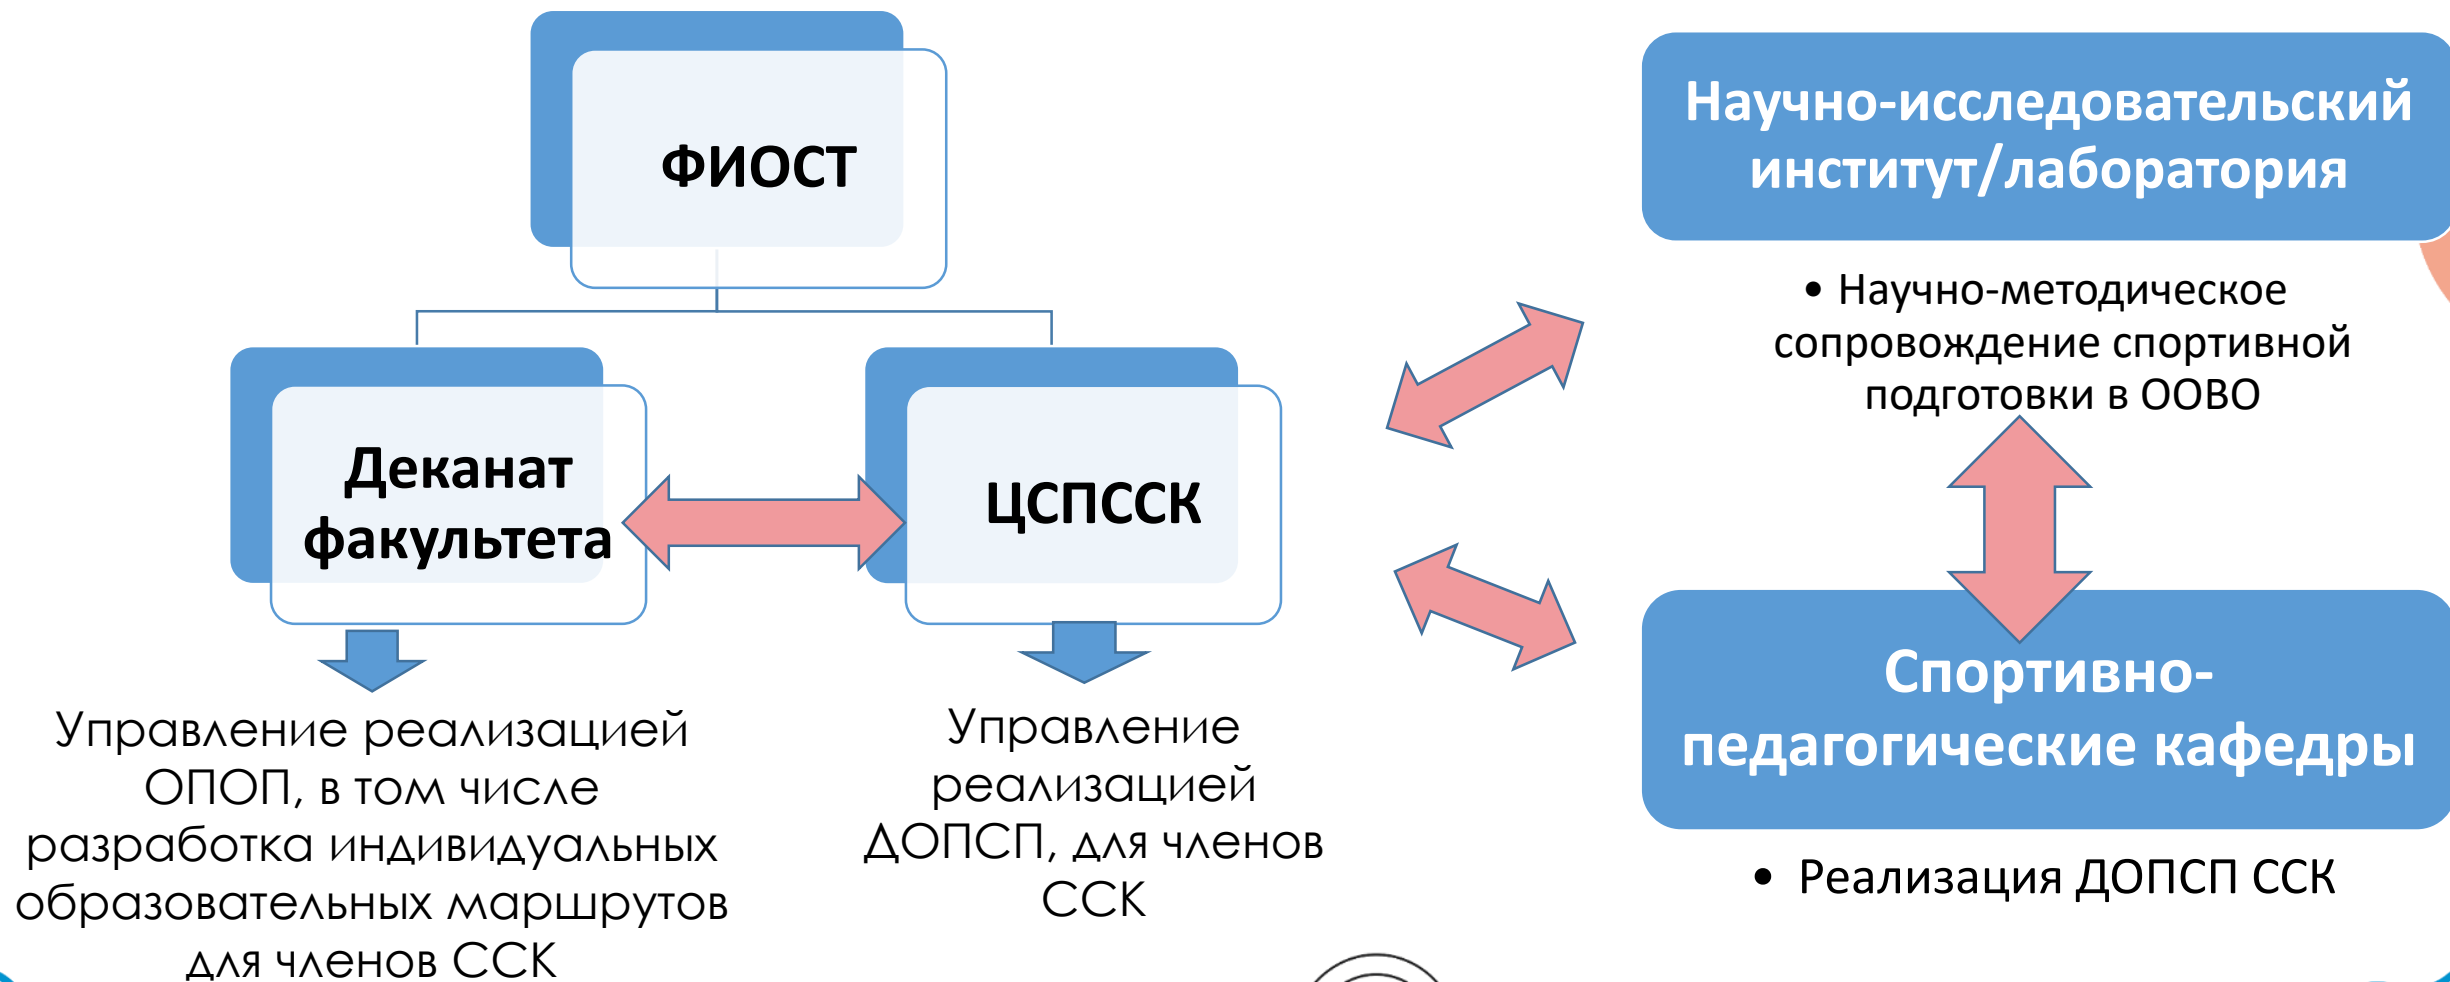 ФИОСТ
Деканат
факультета
ЦСПССК
Управление реализацией
ОПОП, в том числе
разработка индивидуальных
образовательных маршрутов
для членов ССК
Управление
реализацией
ДОПСП, для членов
ССК
Научно-исследовательский
институт/лаборатория
• Научно-методическое
сопровождение спортивной
подготовки в ООВО
Спортивно-
педагогические кафедры
• Реализация ДОПСП ССК